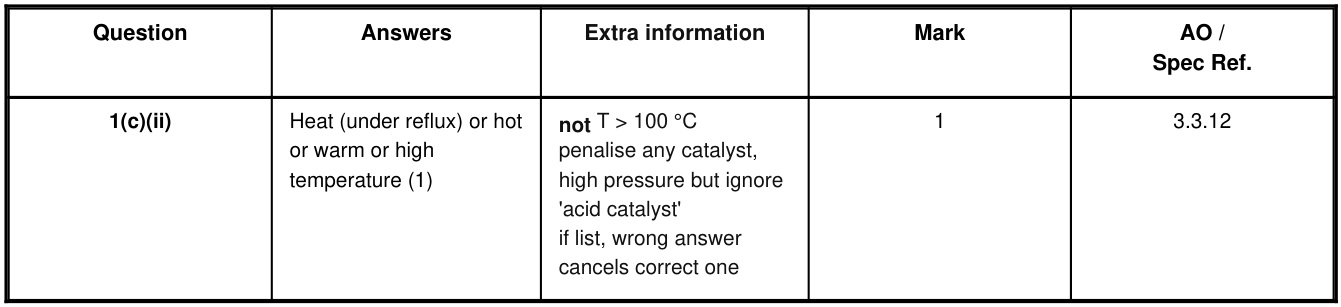 Question Answers Extra information Mark AO /
Spec Ref.
1(c)(ii) Heat (under reflux) or hot not T > 100 °C 1 3.3.12
or warm or high penalise any catalyst,
temperature (1) high pressure but ignore
'acid catalyst'
if list, wrong answer
cancels correct one